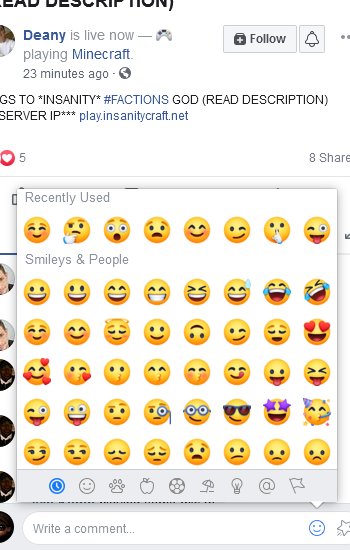 READ DESCRIPTION)
Deany is live now —
playing Minecraft.
23 minutes ago ·
GS TO *INSANITY* #FACTIONS GOD (READ DESCRIPTION)
SERVER IP*** play.insanitycraft.net
Follow
5
8 Share
Recently Used
Smileys & People
Write a comment...